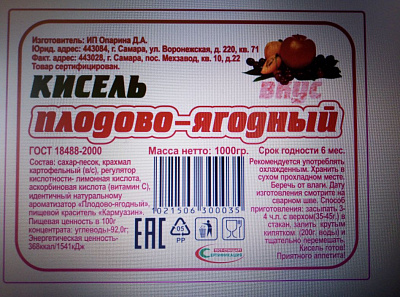 Изготовитель: ИП Опарина Д.А.
Юрид. адрес: 443084, г. Самара, ул. Воронежская, д. 220, кв. 71
Факт. адрес: 443028, г. Самара, пос. Мехзавод, кв. 10, д.22
Товар сертифицирован.
КИСЕЛЬ
вкус
ПЛОДОВО-ЯГОДНЫЙ
ГОСТ 18488-2000
Масса нетто: 1000гр.
Срок годности 6 мес.
Состав: сахар-песок, крахмал
картофельный (в/с), регулятор
кислотности- лимонная кислота,
аскорбиновая кислота (витамин С),
идентичный натуральному
ароматизатор «Плодово-ягодный»,
пищевой краситель «Кармуазин».
Пищевая ценность в 100г
концентрата: углеводы-92,0г;
Энергетическая ценность-
368ккал/1541кДж
021506300035
EAC
05
PP
Сертификация
Рекомендуется употреблять
охлажденным. Хранить в
сухом прохладном месте.
Беречь от влаги. Дату
изготовления смотрите на
сварном шве. Способ
приготовления: засыпать 3-
4 ч.л. с верхом(35-45г.) в
стакан, залить крутым
кипятком (200г. воды) и
тщательно перемешать.
Кисель готов!
Приятного аппетита!